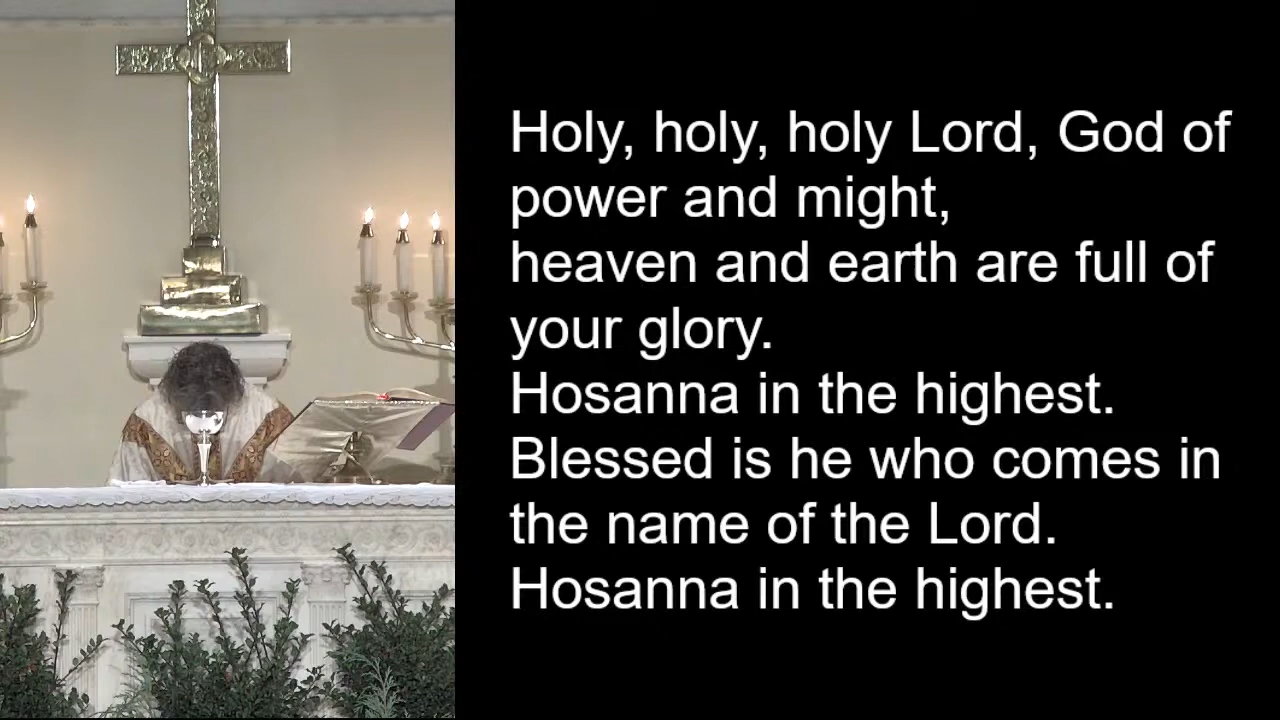 Holy, holy, holy Lord, God of
power and might,
heaven and earth are full of
your glory.
Hosanna in the highest.
Blessed is he who comes in
the name of the Lord.
Hosanna in the highest.